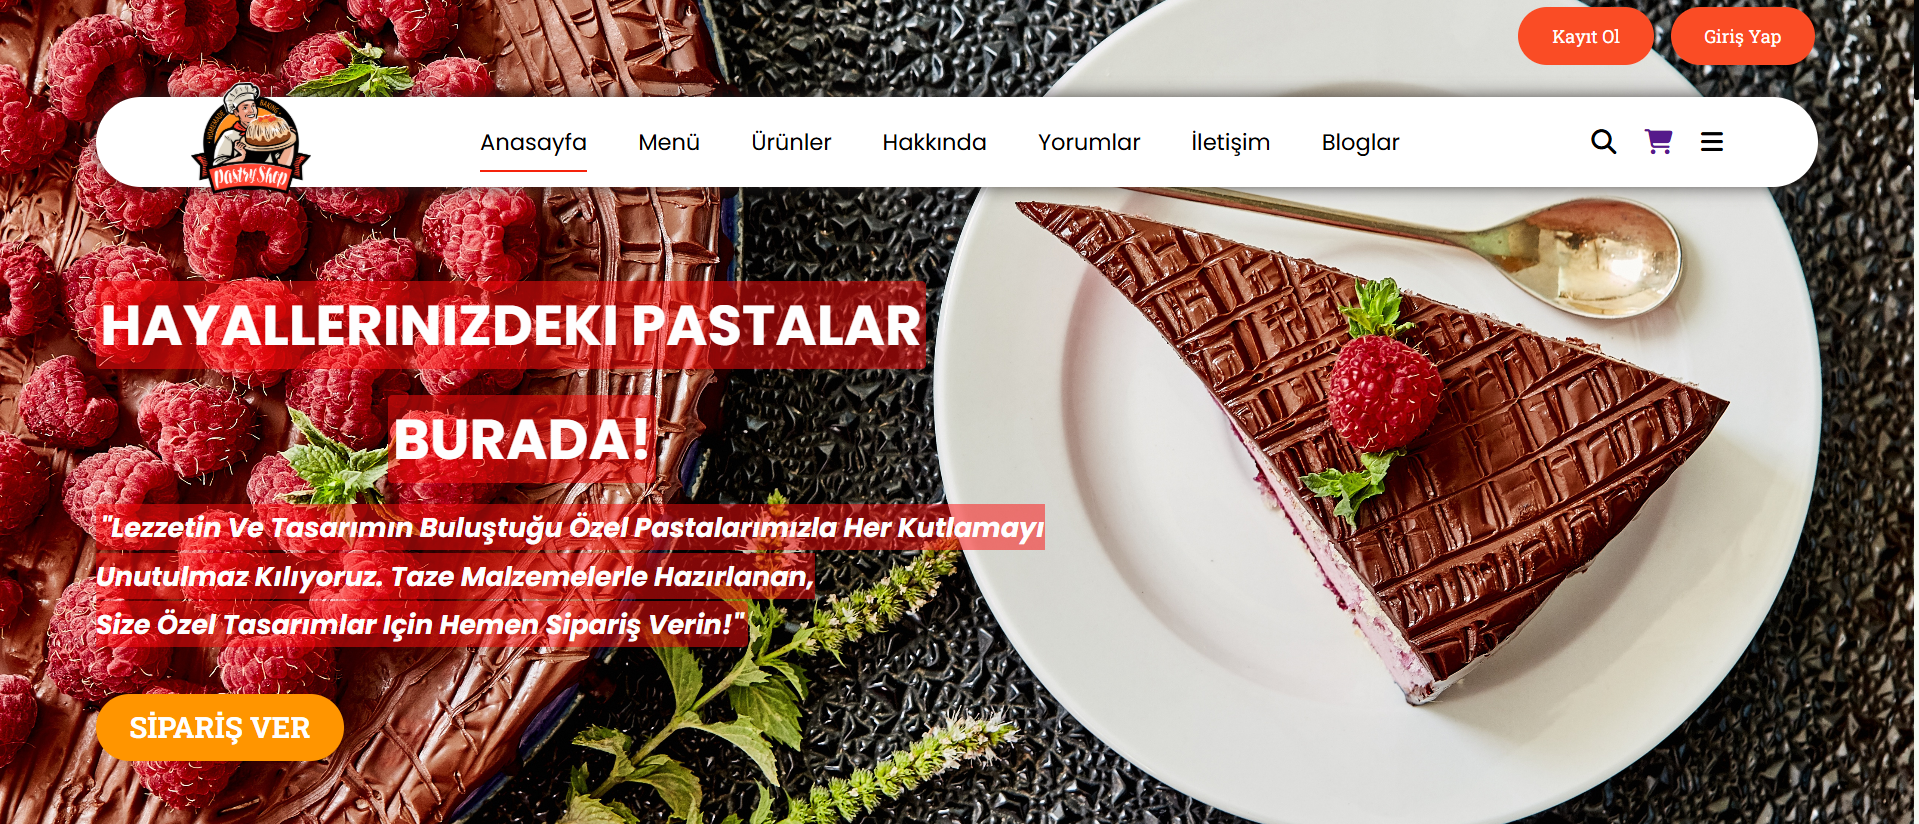 Kayıt Ol
Giriş Yap
HOMEMADE BAKING
Pastry Shop
Anasayfa Menü Ürünler Hakkında Yorumlar İletişim Bloglar
HAYALLERINIZDEKI PASTALAR
BURADA!
"Lezzetin Ve Tasarımın Buluştuğu Özel Pastalarımızla Her Kutlamayı
Unutulmaz Kılıyoruz. Taze Malzemelerle Hazırlanan,
Size Özel Tasarımlar Için Hemen Sipariş Verin!"
SİPARİŞ VER